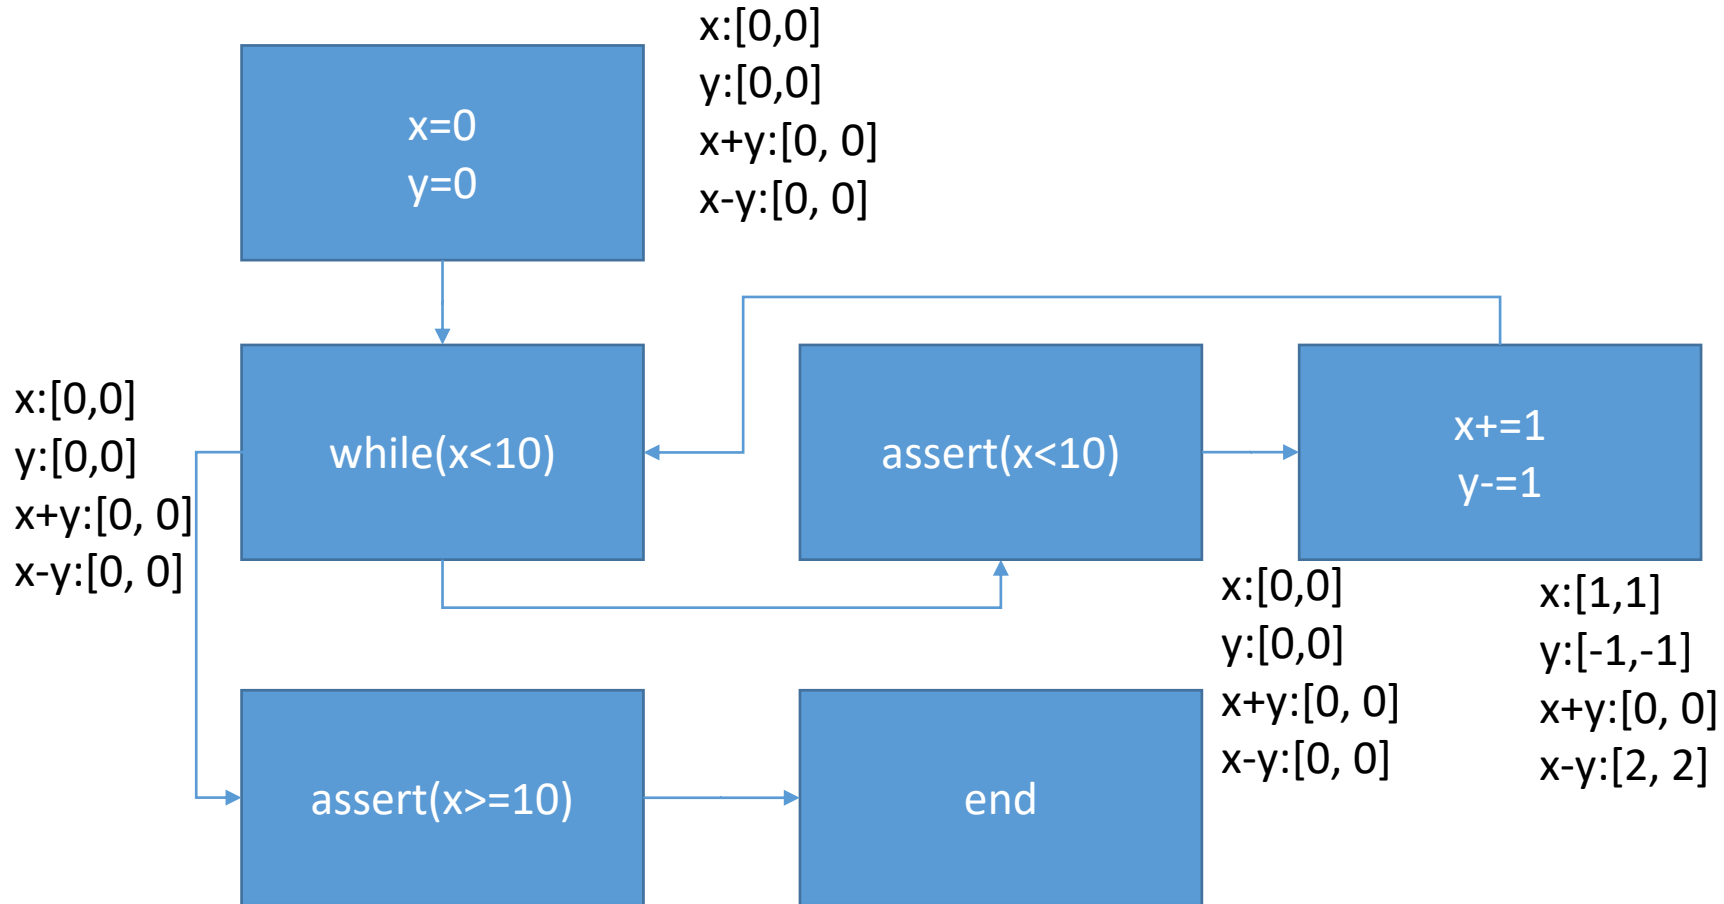 x=0
y=0
x:[0,0]
y:[0,0]
x+y:[0, 0]
x-y:[0, 0]
x:[0,0]
y:[0,0]
x+y:[0, 0]
x-y:[0, 0]
while(x<10)
assert(x<10)
x+=1
y-=1
x:[0,0]
y:[0,0]
x+y:[0, 0]
x-y:[0, 0]
x:[1,1]
y:[-1,-1]
x+y:[0, 0]
x-y:[2, 2]
assert(x>=10)
end